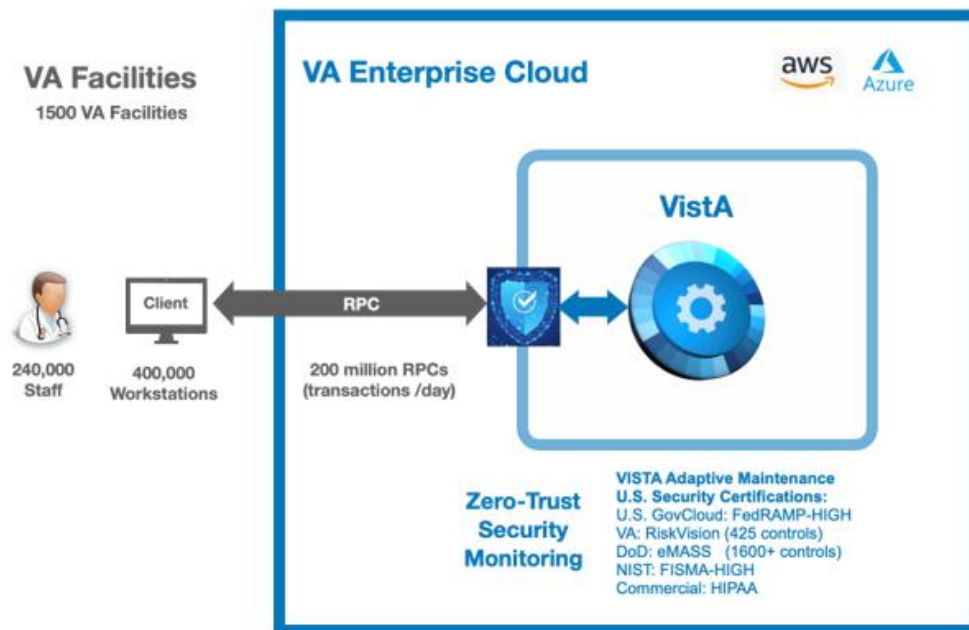 VA Facilities
1500 VA Facilities
VA Enterprise Cloud
aws
Azure
VistA
Client
RPC
240,000
Staff
400,000
Workstations
200 million RPCs
(transactions /day)
Zero-Trust
Security
Monitoring
VISTA Adaptive Maintenance
U.S. Security Certifications:
U.S. GovCloud: FedRAMP-HIGH
VA: RiskVision (425 controls)
DoD: eMASS (1600+ controls)
NIST: FISMA-HIGH
Commercial: HIPAA